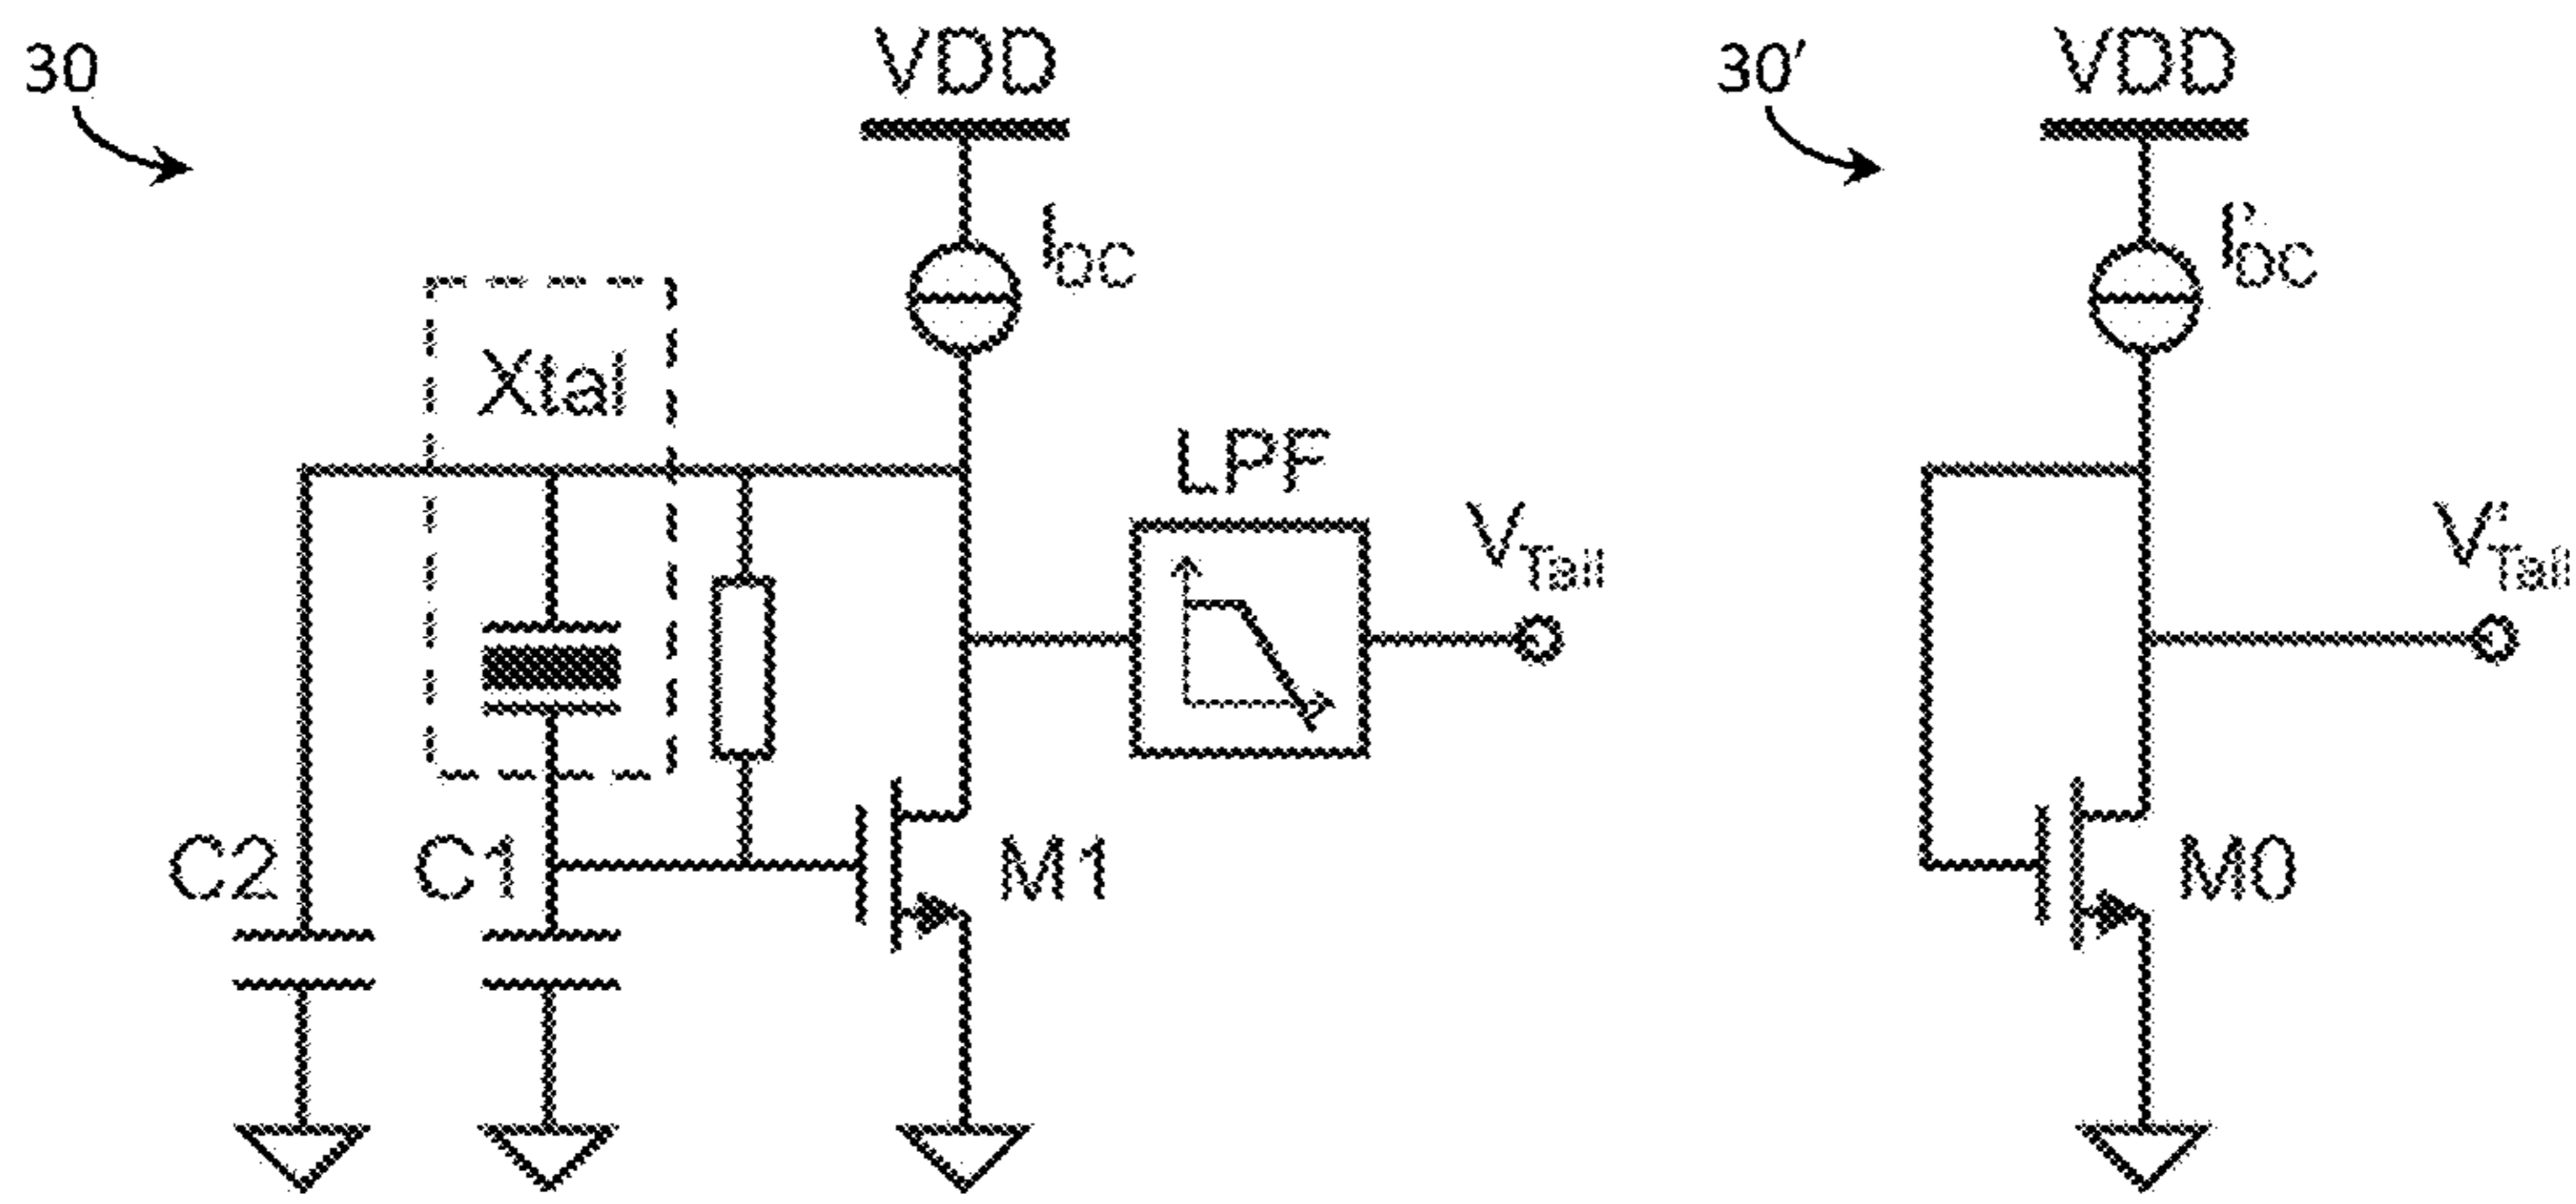 30
VDD
30'
VDD
Ibc
I'bc
Xtal
LPF
VTail
V'Tail
C2
C1
M1
M0